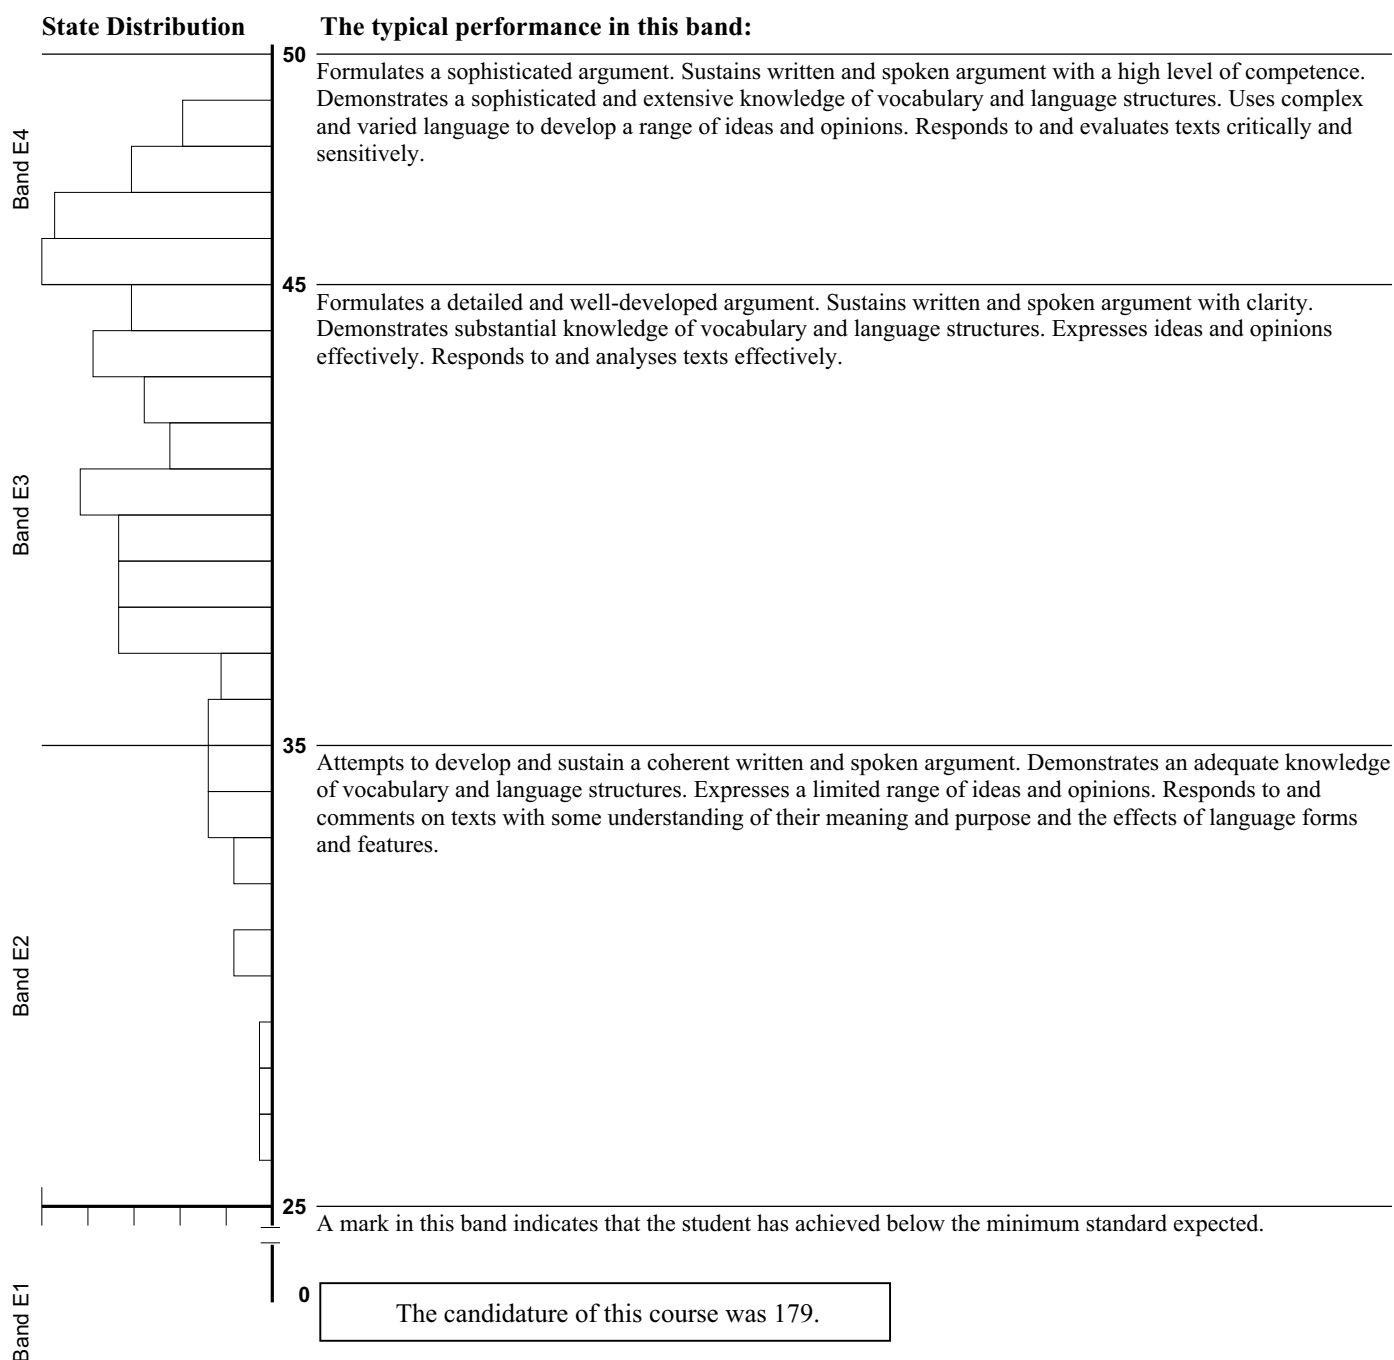 State Distribution
The typical performance in this band:
50
Formulates a sophisticated argument. Sustains written and spoken argument with a high level of competence.
Demonstrates a sophisticated and extensive knowledge of vocabulary and language structures. Uses complex
and varied language to develop a range of ideas and opinions. Responds to and evaluates texts critically and
sensitively.
Band E4
45
Formulates a detailed and well-developed argument. Sustains written and spoken argument with clarity.
Demonstrates substantial knowledge of vocabulary and language structures. Expresses ideas and opinions
effectively. Responds to and analyses texts effectively.
Band E3
35
Attempts to develop and sustain a coherent written and spoken argument. Demonstrates an adequate knowledge
of vocabulary and language structures. Expresses a limited range of ideas and opinions. Responds to and
comments on texts with some understanding of their meaning and purpose and the effects of language forms
and features.
Band E2
25
A mark in this band indicates that the student has achieved below the minimum standard expected.
Band E1
0
The candidature of this course was 179.